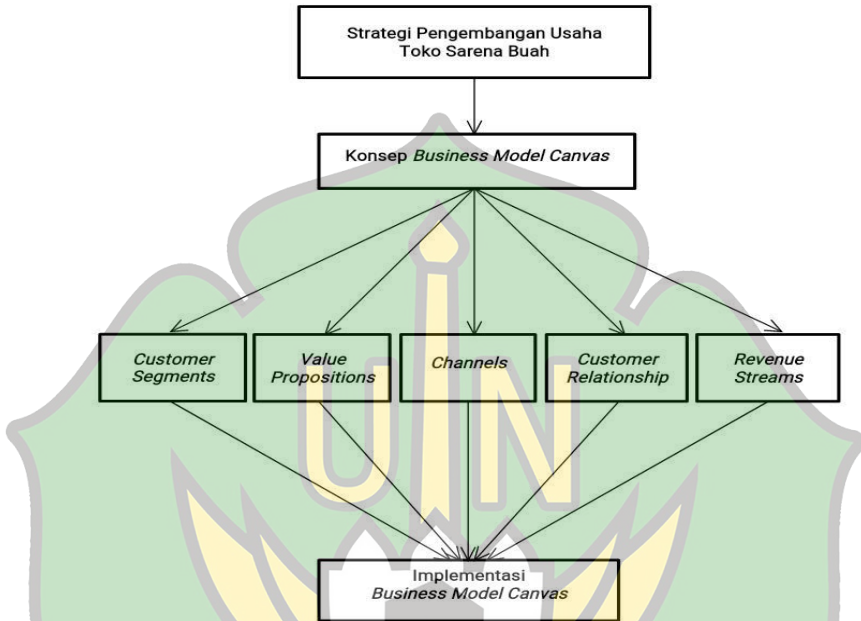 Strategi Pengembangan Usaha
Toko Sarena Buah
Konsep Business Model Canvas
Customer
Segments
Value
Propositions
Channels
Customer
Relationship
Revenue
Streams
UIN
Implementasi
Business Model Canvas